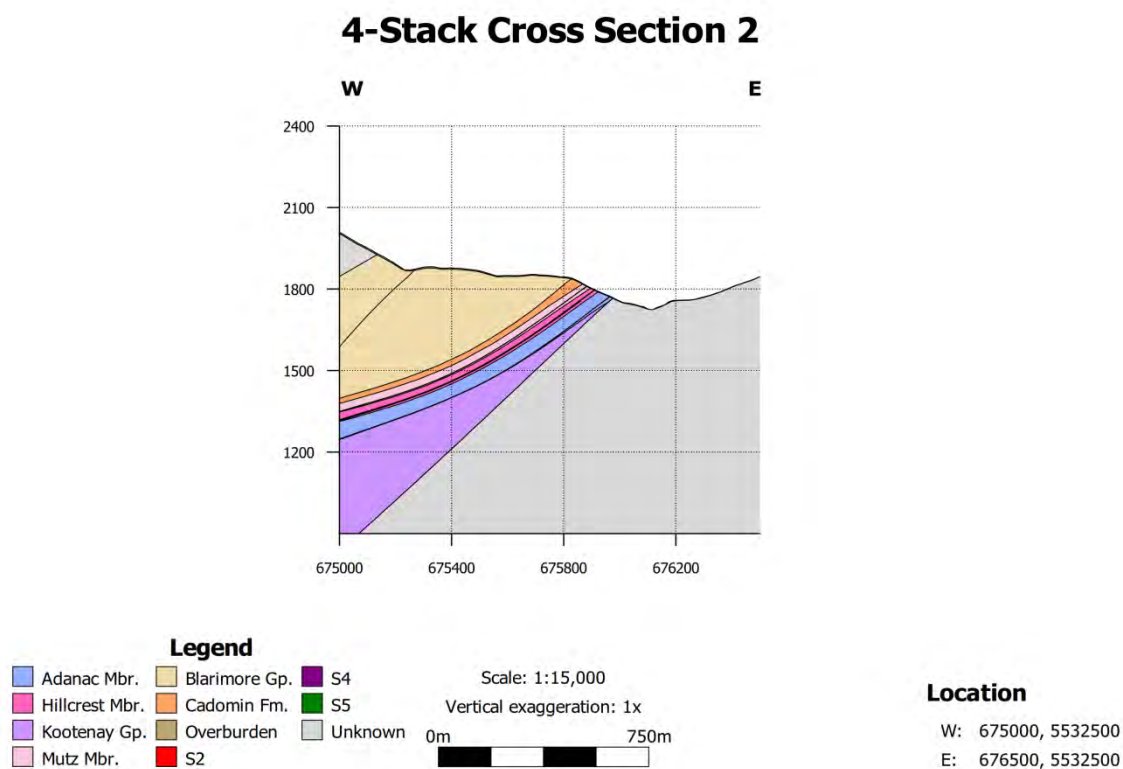 4-Stack Cross Section 2
W E
2400
2100
1800
1500
1200
675000 675400 675800 676200
Legend
Adanac Mbr. Blarimore Gp. S4
Hillcrest Mbr. Cadomin Fm. S5
Kootenay Gp. Overburden Unknown
Mutz Mbr. S2
Scale: 1:15,000
Vertical exaggeration: 1x
0m 750m
Location
W: 675000, 5532500
E: 676500, 5532500